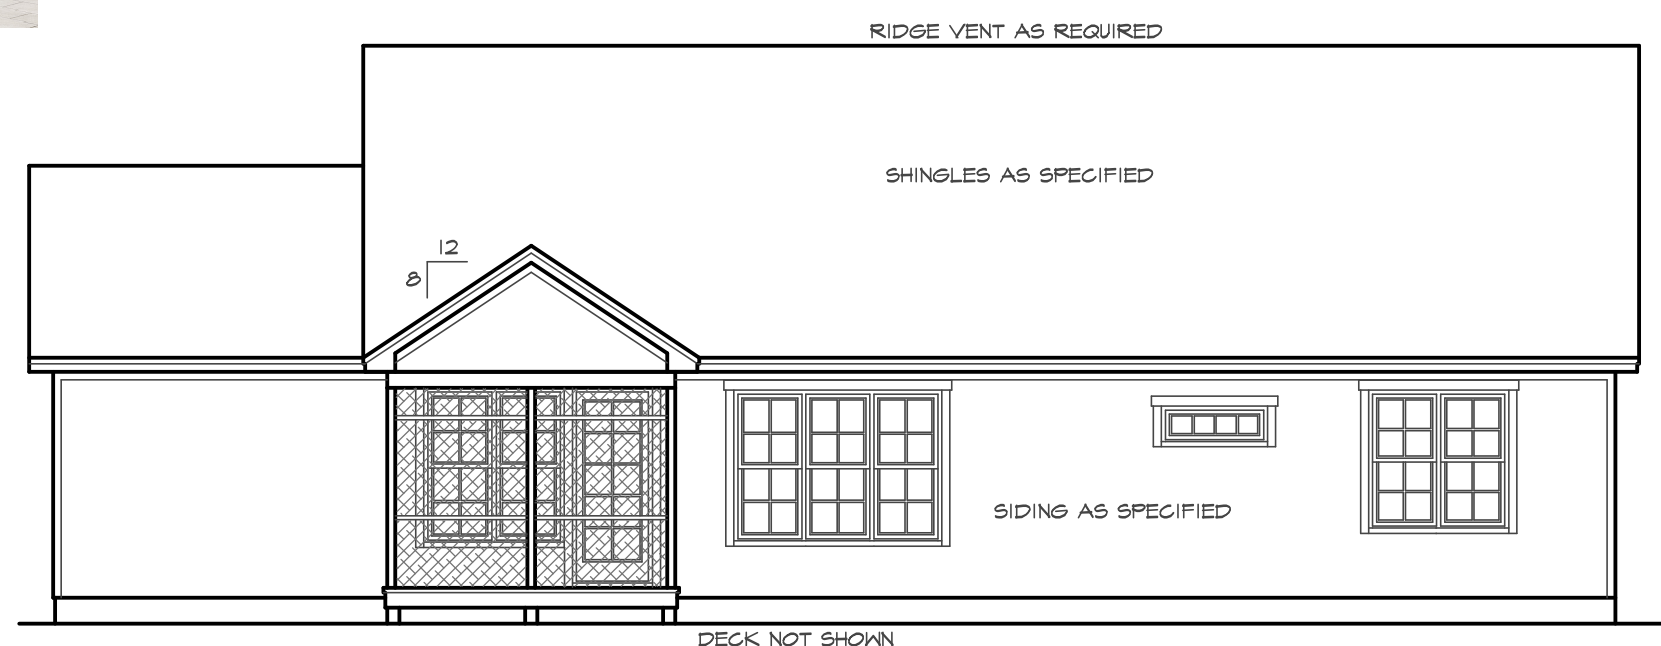 RIDGE VENT AS REQUIRED
SHINGLES AS SPECIFIED
12
8
SIDING AS SPECIFIED
DECK NOT SHOWN